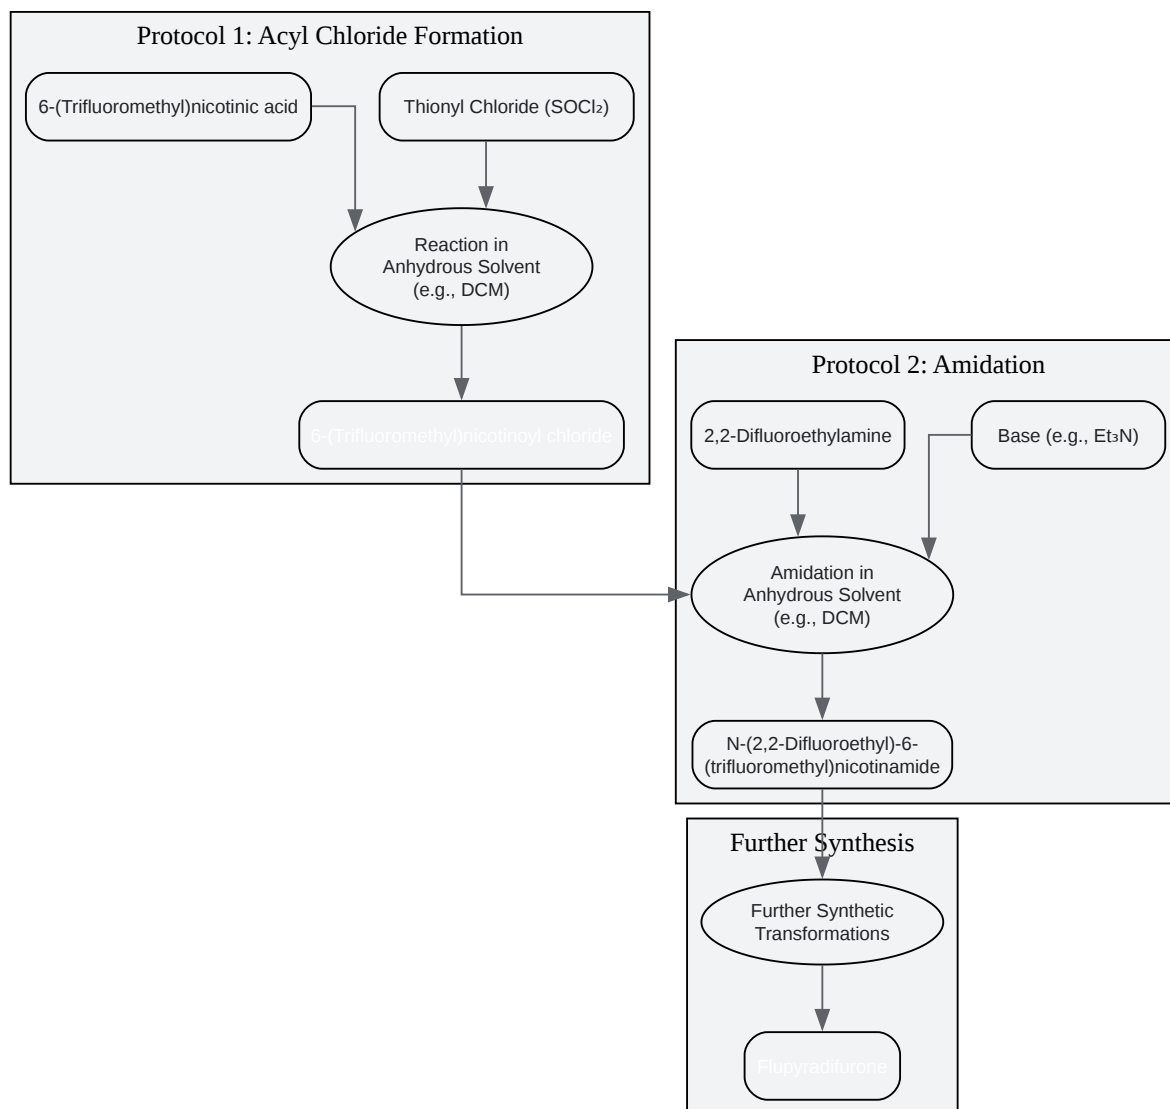 Protocol 1: Acyl Chloride Formation
6-(Trifluoromethyl)nicotinic acid
Thionyl Chloride (SOCl₂)
Reaction in
Anhydrous Solvent
(e.g., DCM)
6-(Trifluoromethyl)nicotinoyl chloride
Protocol 2: Amidation
2,2-Difluoroethylamine
Base (e.g., Et₃N)
Amidation in
Anhydrous Solvent
(e.g., DCM)
N-(2,2-Difluoroethyl)-6-
(trifluoromethyl)nicotinamide
Further Synthesis
Further Synthetic
Transformations
Flupyradifurone